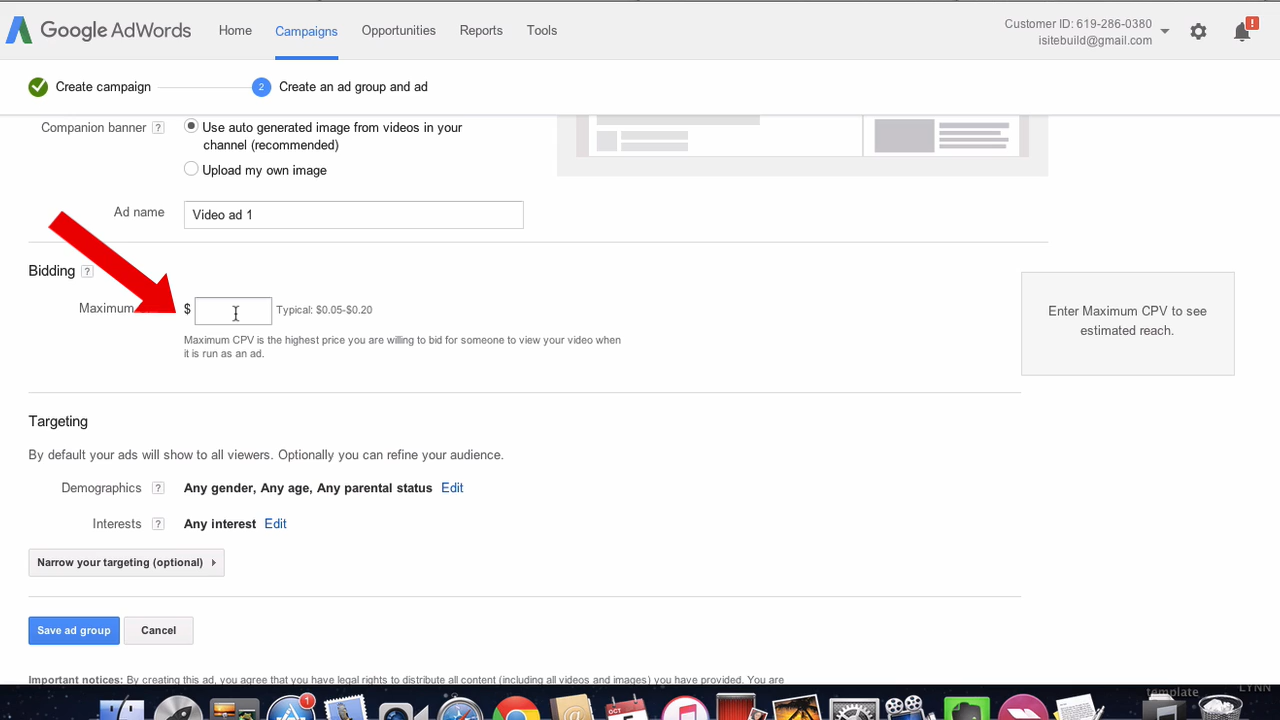 Google AdWords Home Campaigns Opportunities Reports Tools
Customer ID: 619-286-0380
isitebuild@gmail.com
!
Create campaign 2 Create an ad group and ad
Companion banner ? Use auto generated image from videos in your
channel (recommended)
Upload my own image
Ad name Video ad 1
Bidding ?
Maximum $ Typical: $0.05-$0.20
Maximum CPV is the highest price you are willing to bid for someone to view your video when
it is run as an ad.
Enter Maximum CPV to see
estimated reach.
Targeting
By default your ads will show to all viewers. Optionally you can refine your audience.
Demographics ? Any gender, Any age, Any parental status Edit
Interests ? Any interest Edit
Narrow your targeting (optional)
Save ad group Cancel
Important notices: By creating this ad, you agree that you have legal rights to distribute all content (including all videos and images) you have provided. You are
template
LYNN
1
OCT